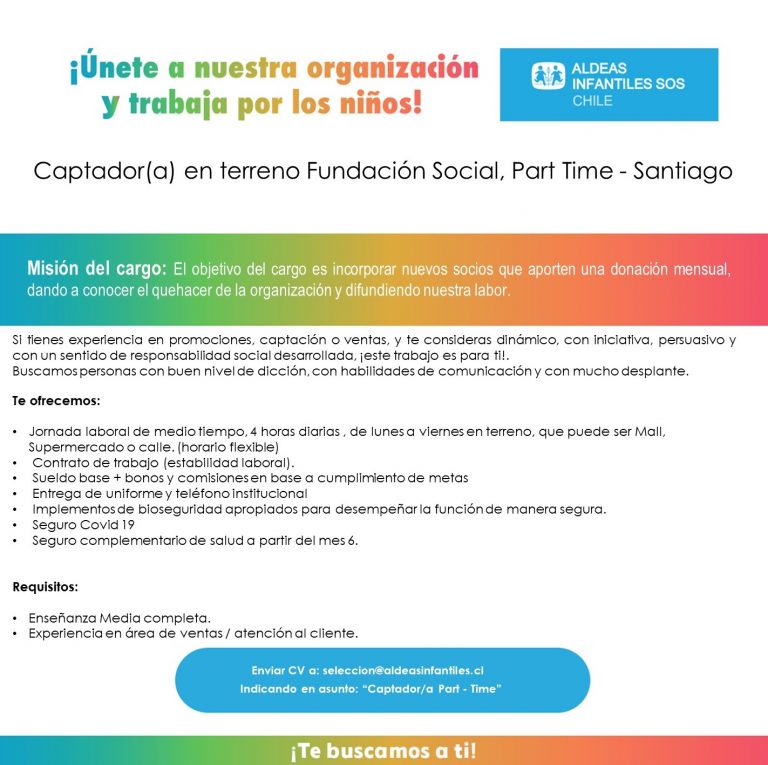 ¡Únete a nuestra organización
y trabaja por los niños!
ALDEAS
INFANTILES SOS
CHILE
Captador(a) en terreno Fundación Social, Part Time - Santiago
Misión del cargo: El objetivo del cargo es incorporar nuevos socios que aporten una donación mensual,
dando a conocer el quehacer de la organización y difundiendo nuestra labor.
Si tienes experiencia en promociones, captación o ventas, y te consideras dinámico, con iniciativa, persuasivo y
con un sentido de responsabilidad social desarrollada, ¡este trabajo es para ti!.
Buscamos personas con buen nivel de dicción, con habilidades de comunicación y con mucho desplante.
Te ofrecemos:
• Jornada laboral de medio tiempo, 4 horas diarias , de lunes a viernes en terreno, que puede ser Mall,
Supermercado o calle. (horario flexible)
• Contrato de trabajo (estabilidad laboral).
• Sueldo base + bonos y comisiones en base a cumplimiento de metas
• Entrega de uniforme y teléfono institucional
• Implementos de bioseguridad apropiados para desempeñar la función de manera segura.
• Seguro Covid 19
• Seguro complementario de salud a partir del mes 6.
Requisitos:
• Enseñanza Media completa.
• Experiencia en área de ventas / atención al cliente.
Enviar CV a: seleccion@aldeasinfantiles.cl
Indicando en asunto: “Captador/a Part - Time”
¡Te buscamos a ti!